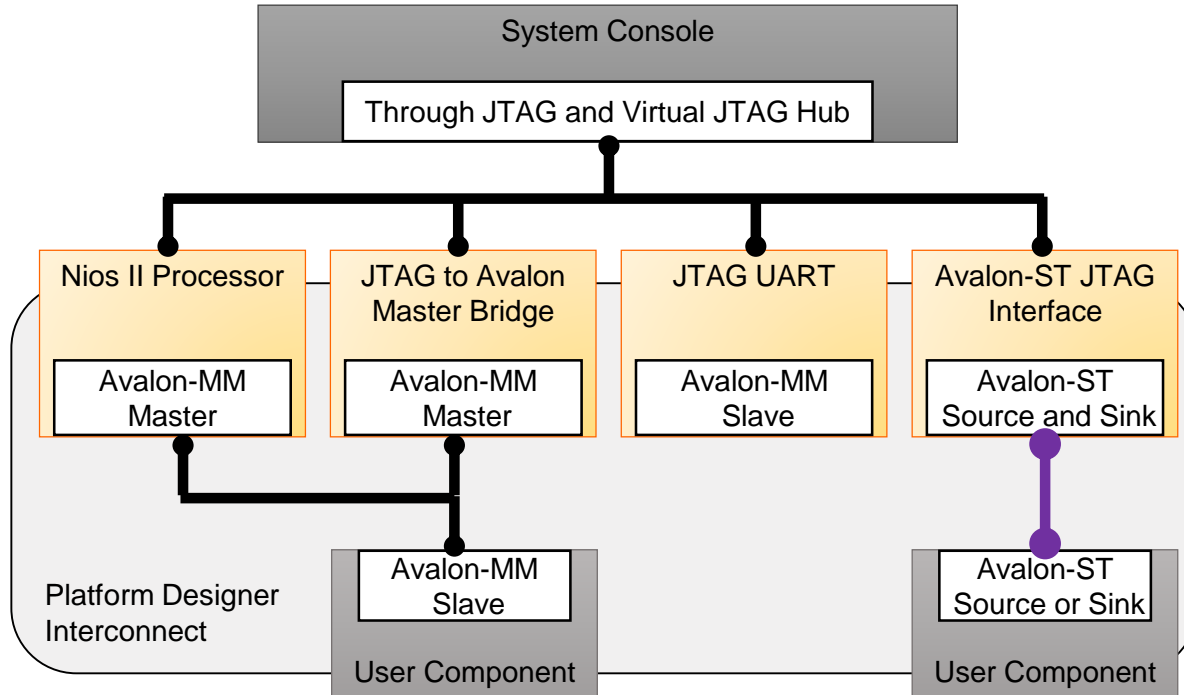 System Console
Through JTAG and Virtual JTAG Hub
Nios II Processor
Avalon-MM
Master
JTAG to Avalon
Master Bridge
Avalon-MM
Master
JTAG UART
Avalon-MM
Slave
Avalon-ST JTAG
Interface
Avalon-ST
Source and Sink
Platform Designer
Interconnect
Avalon-MM
Slave
User Component
Avalon-ST
Source or Sink
User Component